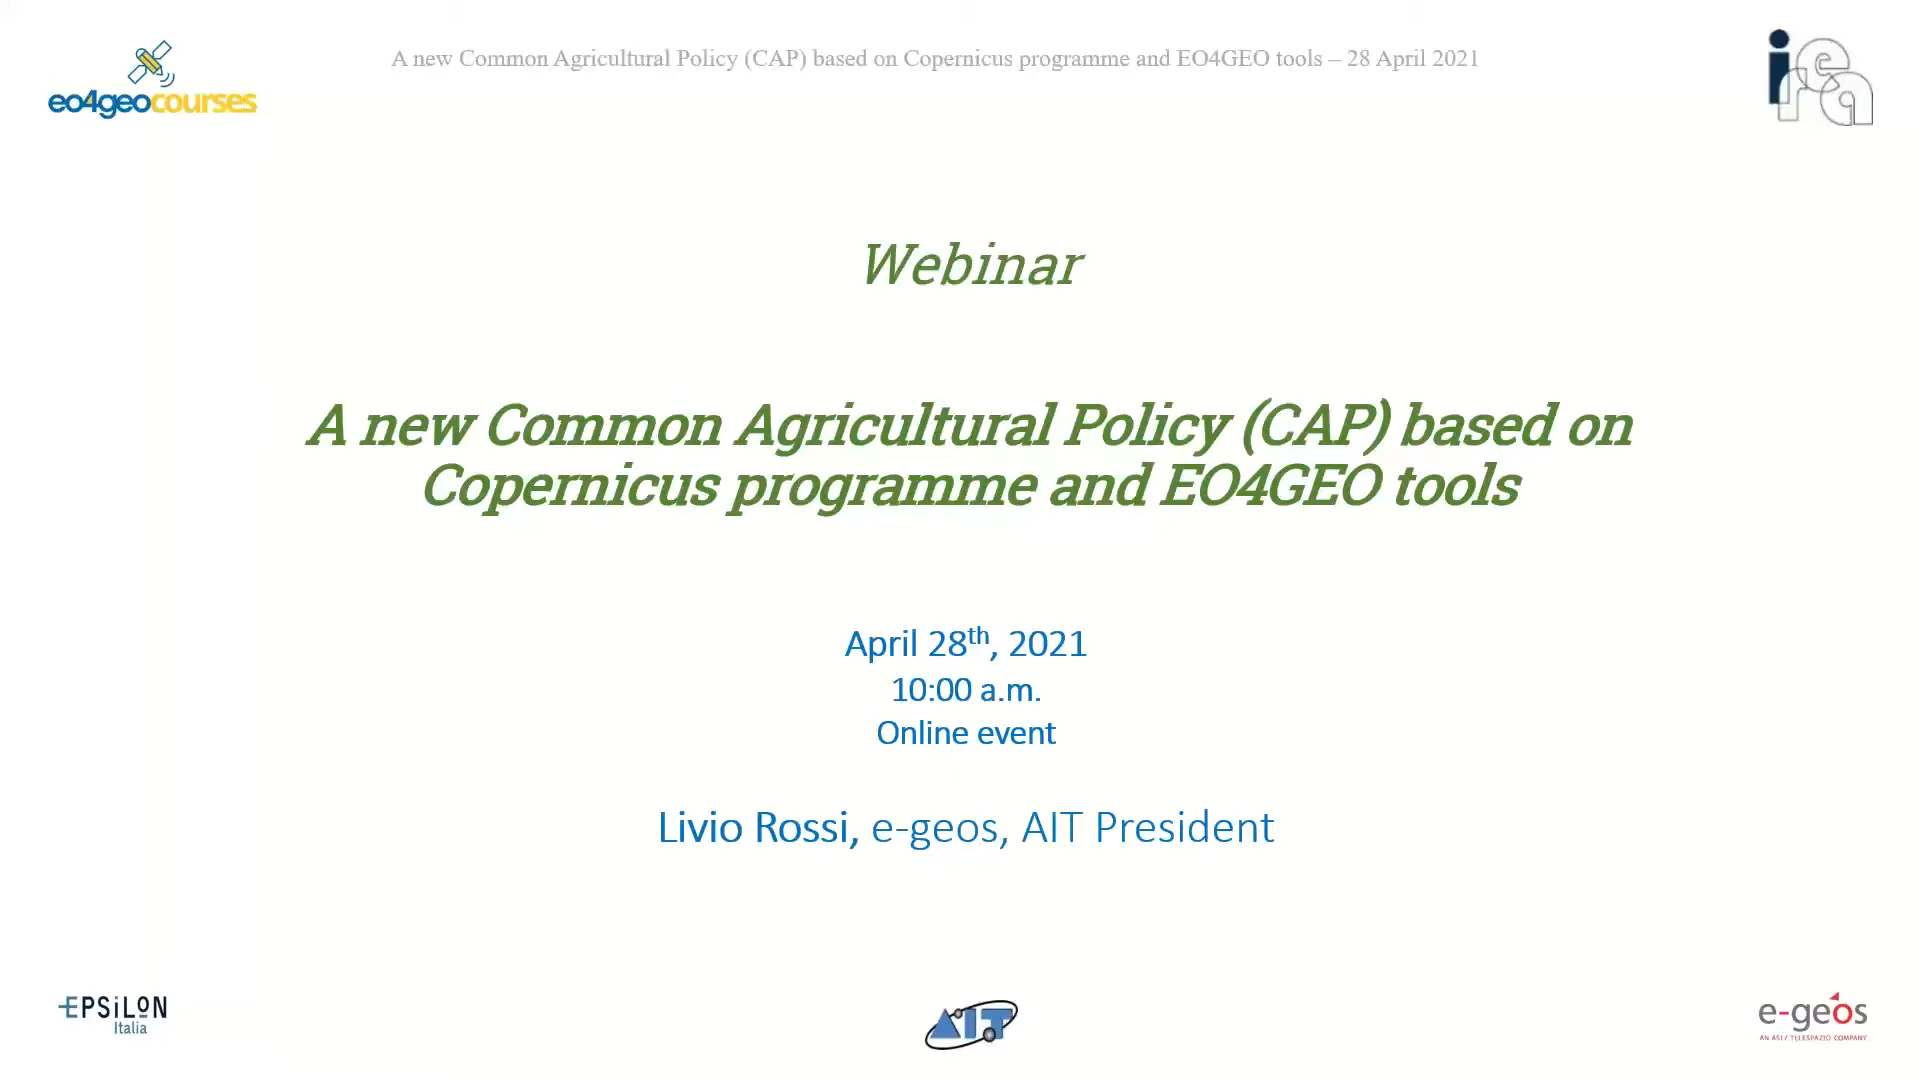 eo4geocourses
A new Common Agricultural Policy (CAP) based on Copernicus programme and EO4GEO tools – 28 April 2021
irea
Webinar
A new Common Agricultural Policy (CAP) based on
Copernicus programme and EO4GEO tools
April 28th, 2021
10:00 a.m.
Online event
Livio Rossi, e-geos, AIT President
EPSiLON
Italia
AIT
e-geos
AN ASI / TELESPAZIO COMPANY